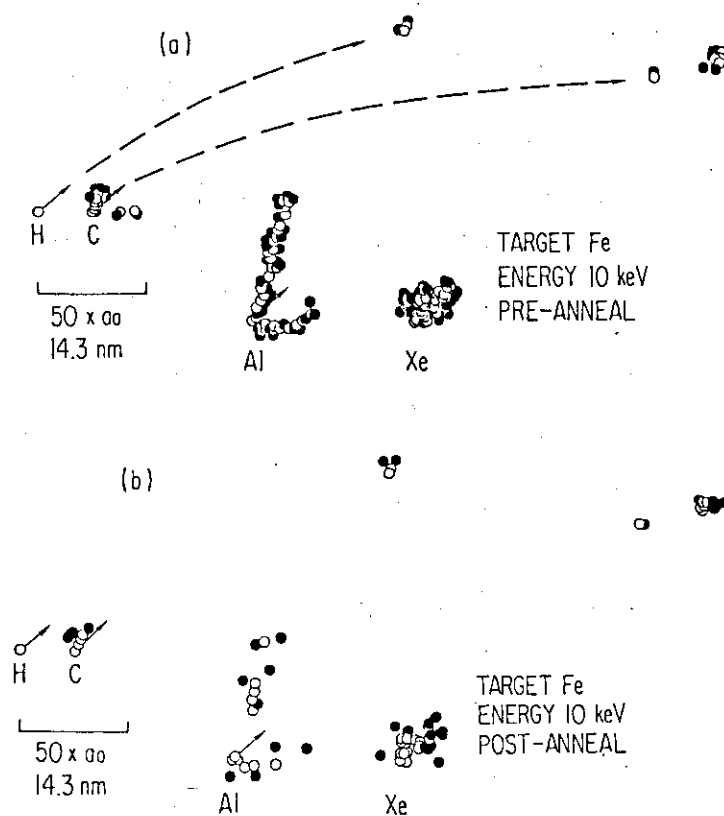 (a)
H
C
50 x ao
14.3 nm
Al
Xe
TARGET Fe
ENERGY 10 keV
PRE-ANNEAL
(b)
H
C
50 x ao
14.3 nm
Al
Xe
TARGET Fe
ENERGY 10 keV
POST-ANNEAL